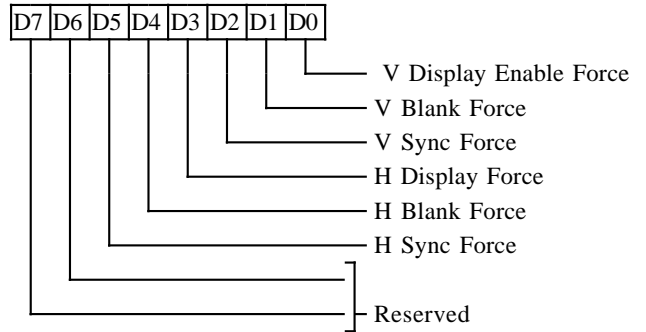 D7 D6 D5 D4 D3 D2 D1 D0
V Display Enable Force
V Blank Force
V Sync Force
H Display Force
H Blank Force
H Sync Force
Reserved